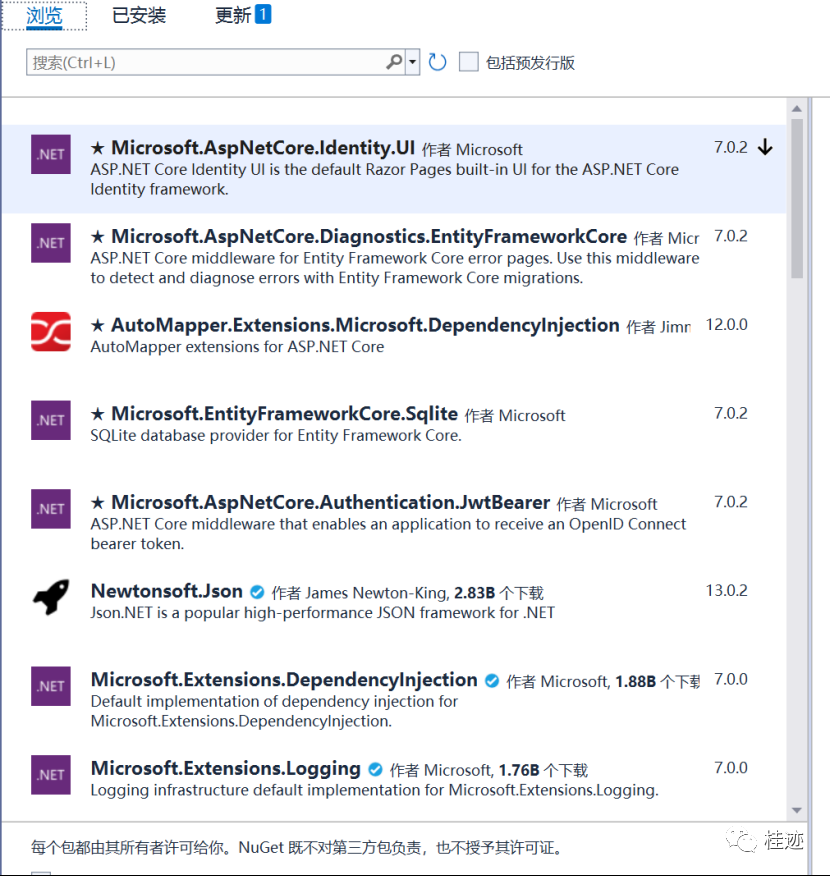 浏览 已安装 更新 1
搜索(Ctrl+L) 包括预发行版
.NET ★ Microsoft.AspNetCore.Identity.UI 作者 Microsoft 7.0.2
ASP.NET Core Identity UI is the default Razor Pages built-in UI for the ASP.NET Core
Identity framework.
.NET ★ Microsoft.AspNetCore.Diagnostics.EntityFrameworkCore 作者 Micr 7.0.2
ASP.NET Core middleware for Entity Framework Core error pages. Use this middleware
to detect and diagnose errors with Entity Framework Core migrations.
★ AutoMapper.Extensions.Microsoft.DependencyInjection 作者 Jimm 12.0.0
AutoMapper extensions for ASP.NET Core
.NET ★ Microsoft.EntityFrameworkCore.Sqlite 作者 Microsoft 7.0.2
SQLite database provider for Entity Framework Core.
.NET ★ Microsoft.AspNetCore.Authentication.JwtBearer 作者 Microsoft 7.0.2
ASP.NET Core middleware that enables an application to receive an OpenID Connect
bearer token.
Newtonsoft.Json 作者 James Newton-King, 2.83B 个下载 13.0.2
Json.NET is a popular high-performance JSON framework for .NET
.NET Microsoft.Extensions.DependencyInjection 作者 Microsoft, 1.88B 个下载 7.0.0
Default implementation of dependency injection for
Microsoft.Extensions.DependencyInjection.
.NET Microsoft.Extensions.Logging 作者 Microsoft, 1.76B 个下载 7.0.0
Logging infrastructure default implementation for Microsoft.Extensions.Logging.
每个包都由其所有者许可给你。NuGet 既不对第三方包负责，也不授予其许可证。
桂迹